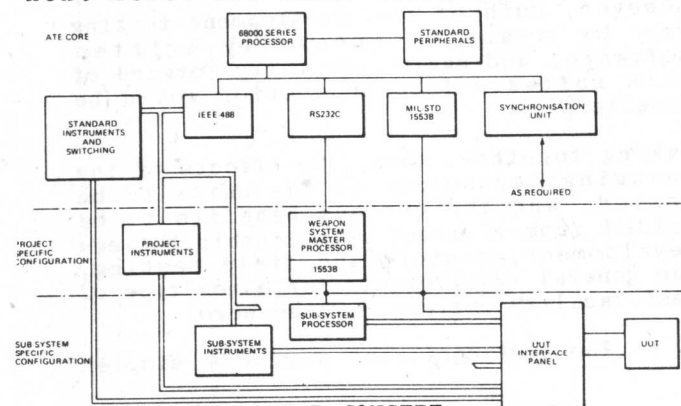 ATE CORE
68000 SERIES
PROCESSOR
STANDARD
PERIPHERALS
STANDARD
INSTRUMENTS
AND
SWITCHING
IEEE 488
RS232C
MIL STD
1553B
SYNCHRONISATION
UNIT
AS REQUIRED
PROJECT
SPECIFIC
CONFIGURATION
PROJECT
INSTRUMENTS
WEAPON
SYSTEM
MASTER
PROCESSOR
1553B
SUB SYSTEM
SPECIFIC
CONFIGURATION
SUB-SYSTEM
INSTRUMENTS
SUB-SYSTEM
PROCESSOR
UUT
INTERFACE
PANEL
UUT
CONCEPT